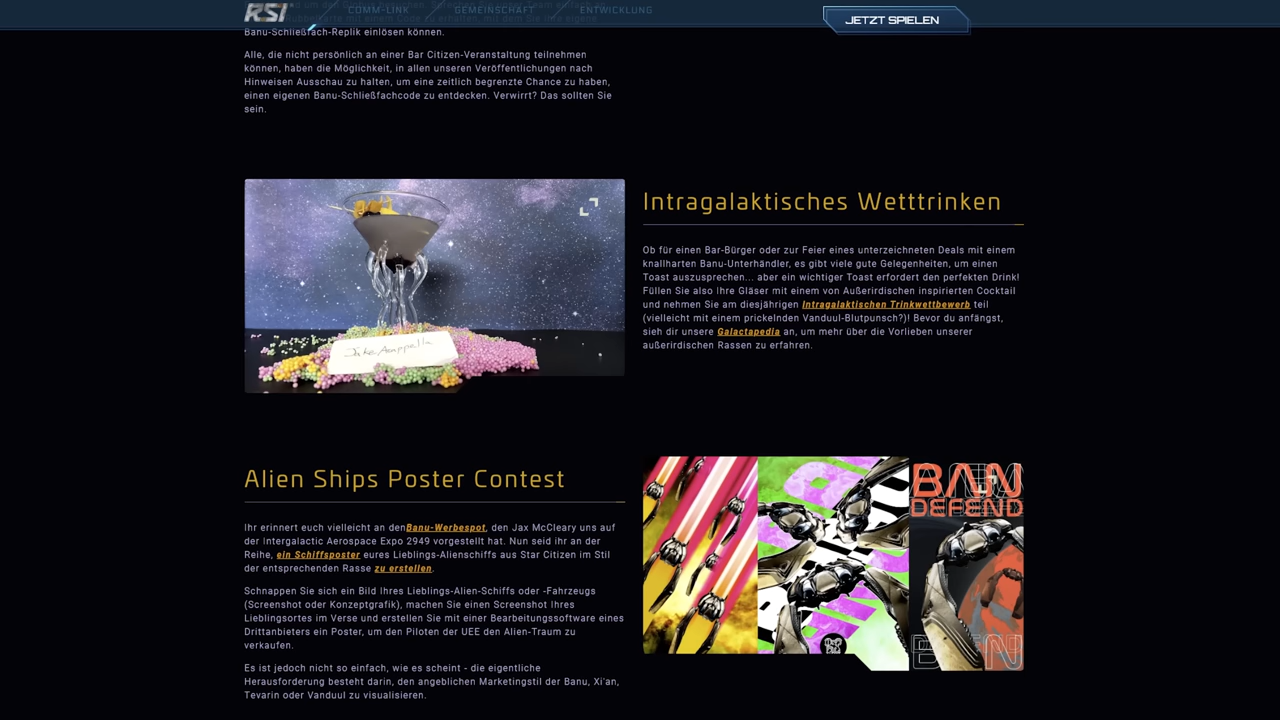 RSI
COMM-LINK
GEMEINSCHAFT
ENTWICKLUNG
JETZT SPIELEN
Banu-Schließfach-Replik einlösen können.
Alle, die nicht persönlich an einer Bar Citizen-Veranstaltung teilnehmen
können, haben die Möglichkeit, in allen unseren Veröffentlichungen nach
Hinweisen Ausschau zu halten, um eine zeitlich begrenzte Chance zu haben,
einen eigenen Banu-Schließfachcode zu entdecken. Verwirrt? Das sollten Sie
sein.
Intragalaktisches Wetttrinken
Ob für einen Bar-Bürger oder zur Feier eines unterzeichneten Deals mit einem
knallharten Banu-Unterhändler, es gibt viele gute Gelegenheiten, um einen
Toast auszusprechen... aber ein wichtiger Toast erfordert den perfekten Drink!
Füllen Sie also Ihre Gläser mit einem von Außerirdischen inspirierten Cocktail
und nehmen Sie am diesjährigen Intragalaktischen Trinkwettbewerb teil
(vielleicht mit einem prickelnden Vanduul-Blutpunsch?)! Bevor du anfängst,
sieh dir unsere Galactapedia an, um mehr über die Vorlieben unserer
außerirdischen Rassen zu erfahren.
Alien Ships Poster Contest
Ihr erinnert euch vielleicht an denBanu-Werbespot, den Jax McCleary uns auf
der Intergalactic Aerospace Expo 2949 vorgestellt hat. Nun seid ihr an der
Reihe, ein Schiffsposter eures Lieblings-Alienschiffs aus Star Citizen im Stil
der entsprechenden Rasse zu erstellen.
Schnappen Sie sich ein Bild Ihres Lieblings-Alien-Schiffs oder -Fahrzeugs
(Screenshot oder Konzeptgrafik), machen Sie einen Screenshot Ihres
Lieblingsortes im Verse und erstellen Sie mit einer Bearbeitungssoftware eines
Drittanbieters ein Poster, um den Piloten der UEE den Alien-Traum zu
verkaufen.
Es ist jedoch nicht so einfach, wie es scheint - die eigentliche
Herausforderung besteht darin, den angeblichen Marketingstil der Banu, Xi'an,
Tevarin oder Vanduul zu visualisieren.
BANU
DEFEND